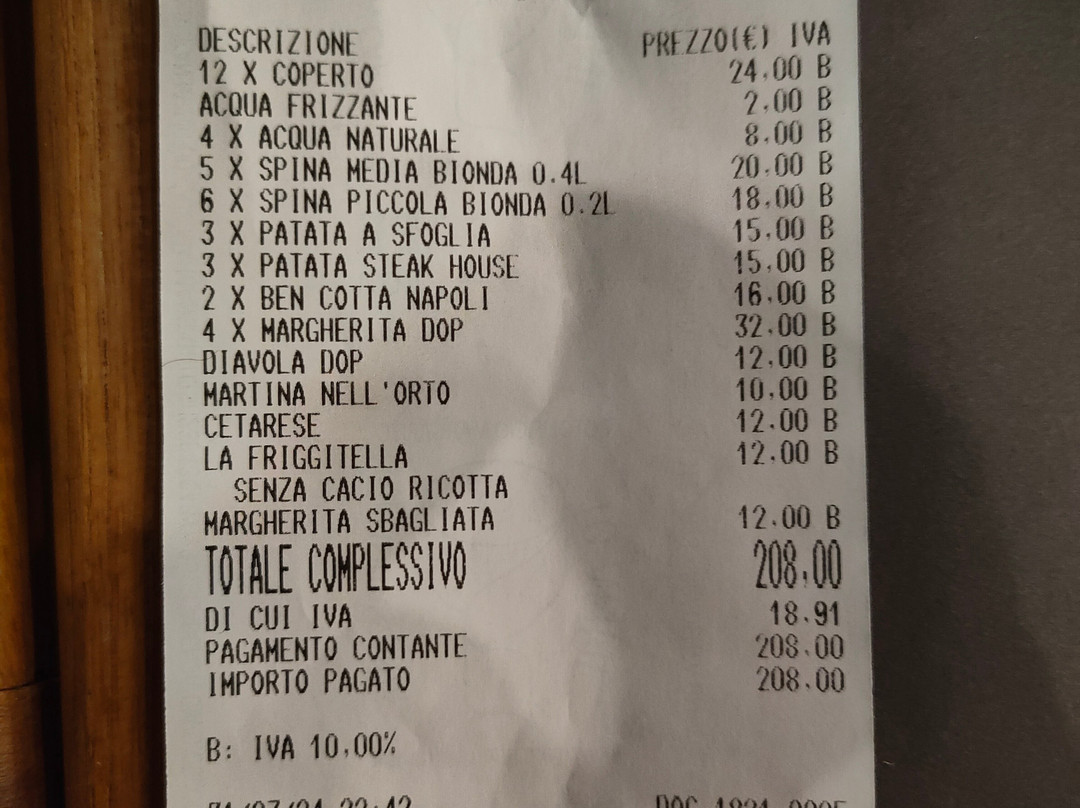 DESCRIZIONE PREZZO(€) IVA
12 X COPERTO 24,00 B
ACQUA FRIZZANTE 2,00 B
4 X ACQUA NATURALE 8,00 B
5 X SPINA MEDIA BIONDA 0.4L 20,00 B
6 X SPINA PICCOLA BIONDA 0.2L 18,00 B
3 X PATATA A SFOGLIA 15,00 B
3 X PATATA STEAK HOUSE 15,00 B
2 X BEN COTTA NAPOLI 16,00 B
4 X MARGHERITA DOP 32,00 B
DIAVOLA DOP 12,00 B
MARTINA NELL'ORTO 10,00 B
CETARESE 12,00 B
LA FRIGGITELLA 12,00 B
SENZA CACIO RICOTTA
MARGHERITA SBAGLIATA 12,00 B
TOTALE COMPLESSIVO 208,00
DI CUI IVA 18,91
PAGAMENTO CONTANTE 208,00
IMPORTO PAGATO 208,00
B: IVA 10,00%